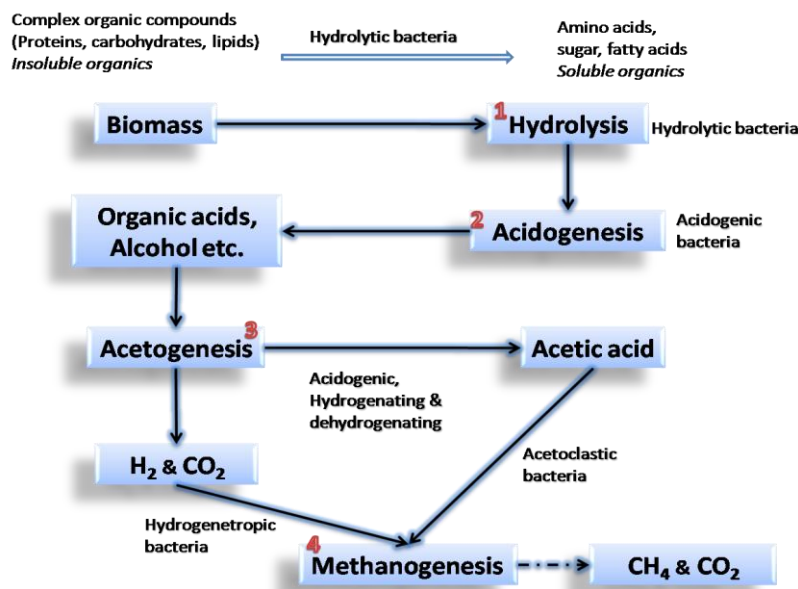 Complex organic compounds
(Proteins, carbohydrates, lipids)
Insoluble organics
Hydrolytic bacteria
Amino acids,
sugar, fatty acids
Soluble organics
Biomass
1 Hydrolysis
Hydrolytic bacteria
Organic acids,
Alcohol etc.
2 Acidogenesis
Acidogenic
bacteria
Acetogenesis 3
Acetic acid
Acidogenic,
Hydrogenating &
dehydrogenating
H₂ & CO₂
Acetoclastic
bacteria
Hydrogenetropic
bacteria
4 Methanogenesis
CH₄ & CO₂